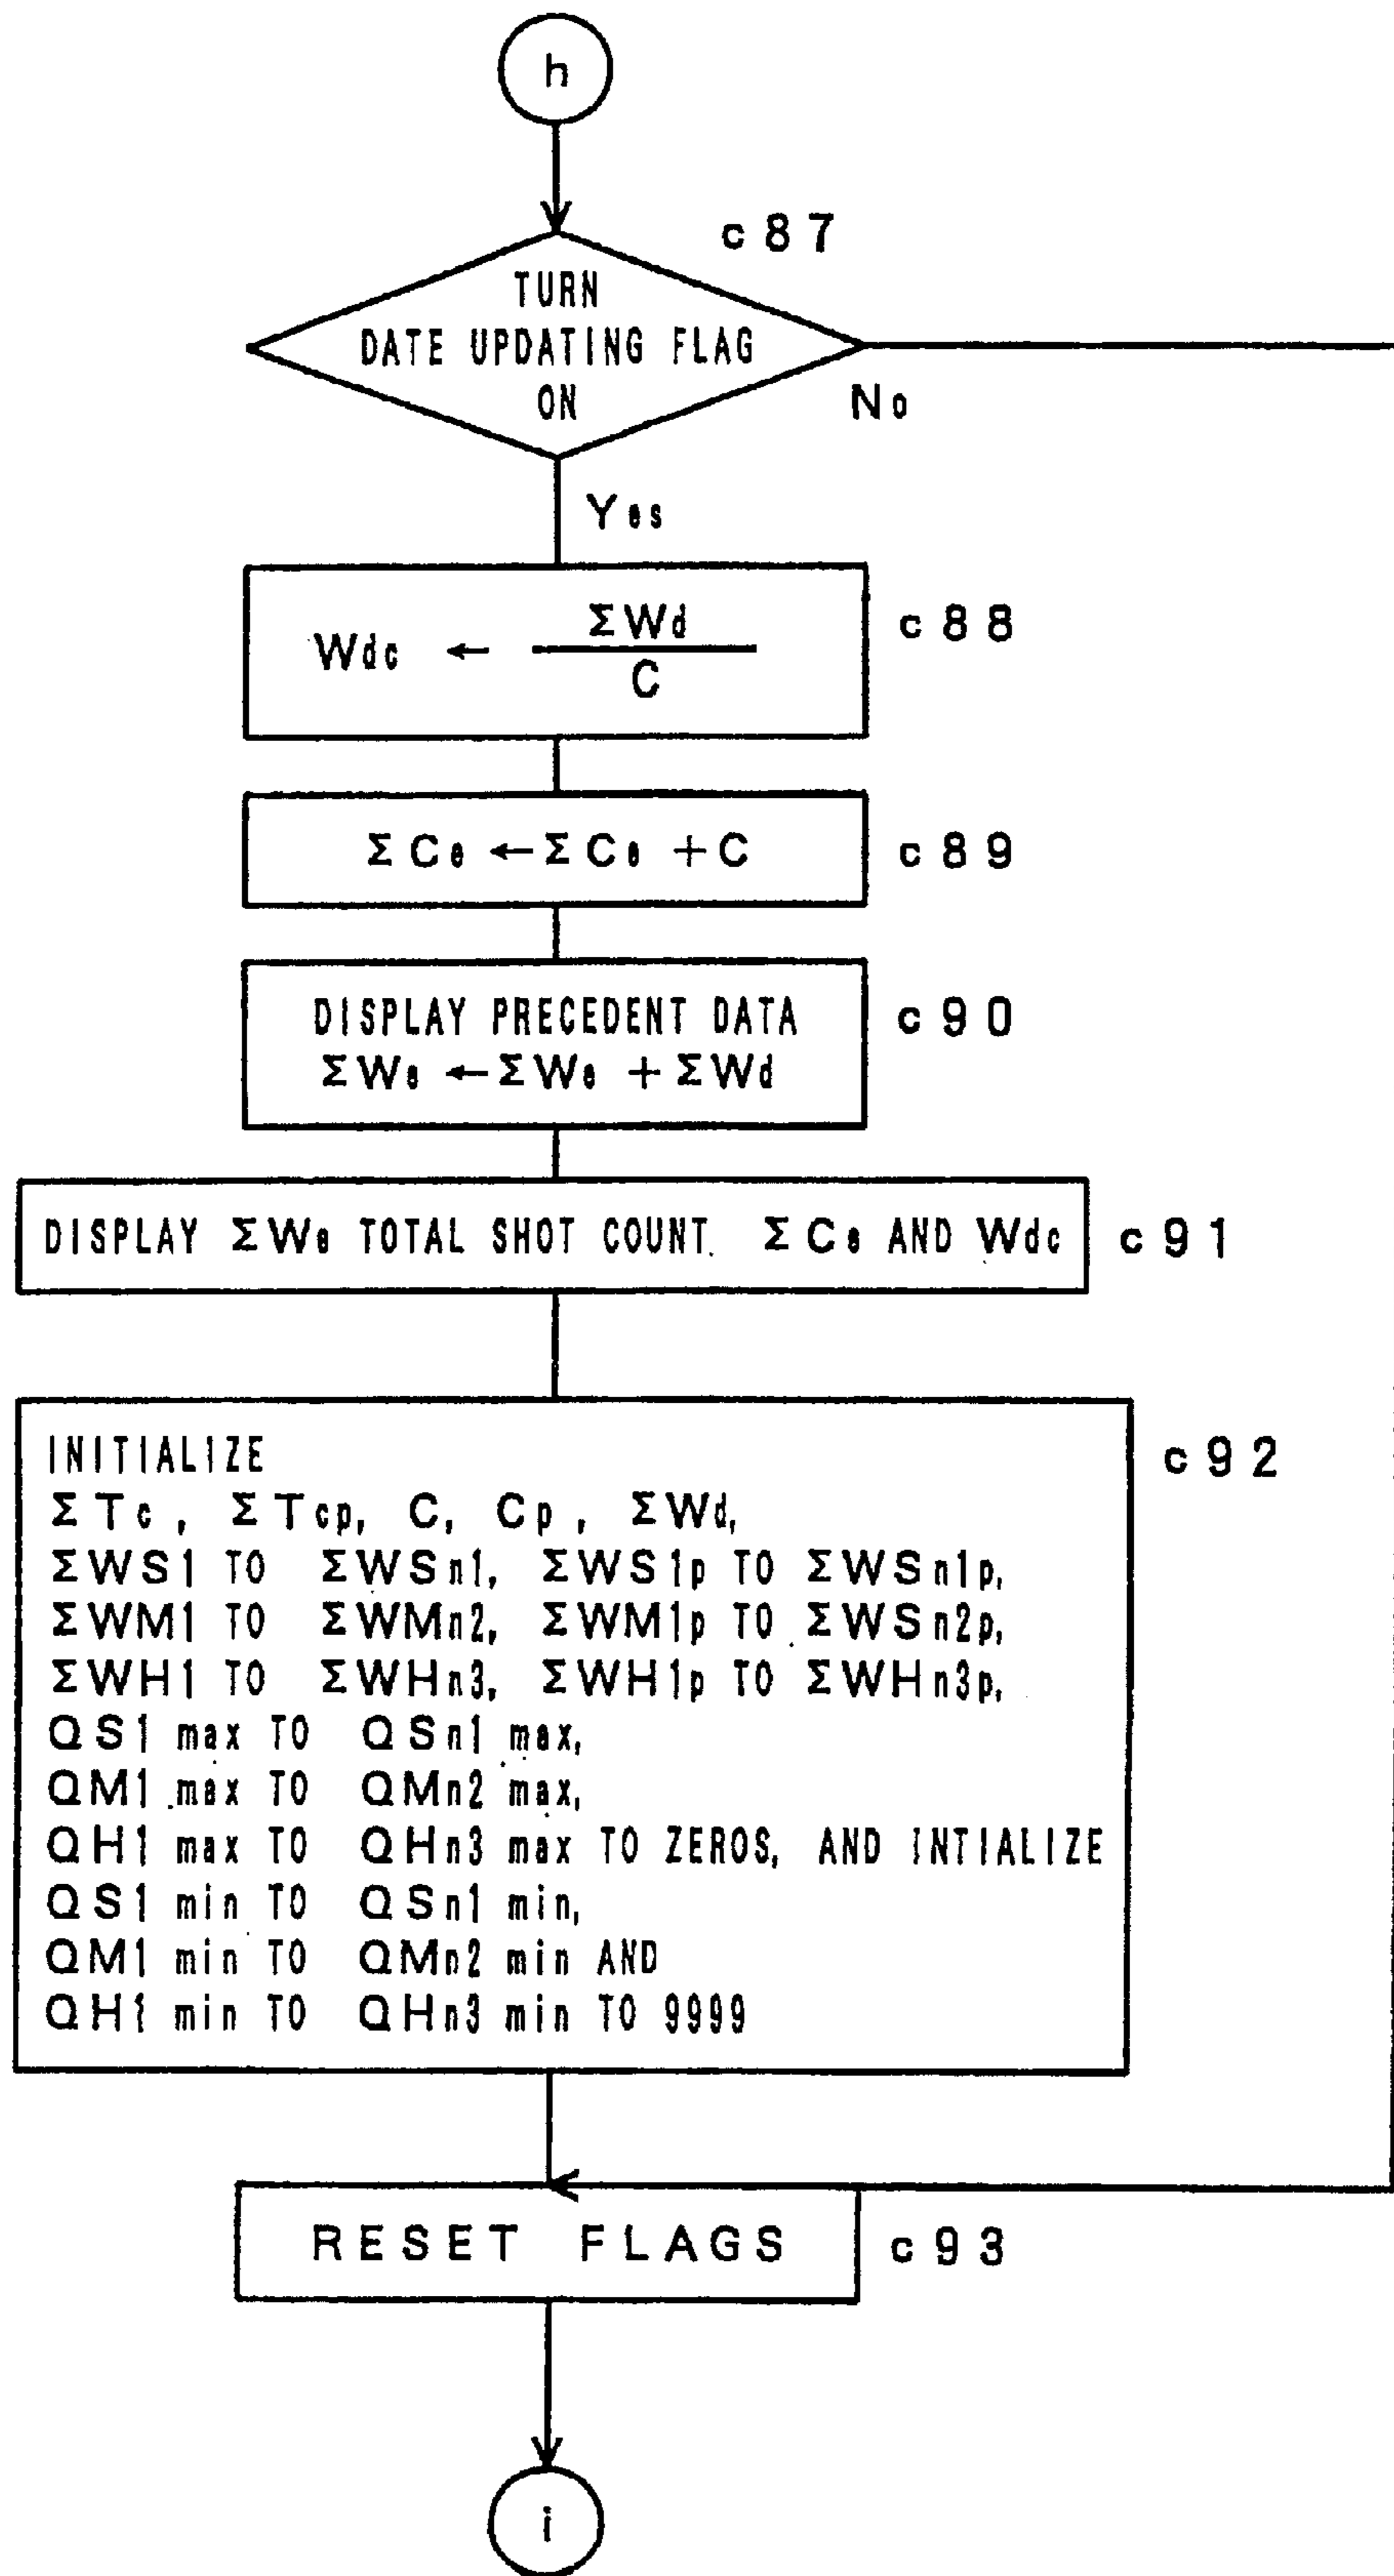 h
c87
TURN
DATE UPDATING FLAG
ON
No
Yes
Wdc ← ΣWd
C
c88
ΣCe ← ΣCe + C
c89
DISPLAY PRECEDENT DATA
ΣWe ← ΣWe + ΣWd
c90
DISPLAY ΣWe TOTAL SHOT COUNT. ΣCe AND Wdc
c91
INITIALIZE
ΣTc, ΣTcp, C, Cp, ΣWd,
ΣWS1 TO ΣWSn1, ΣWS1p TO ΣWSn1p,
ΣWM1 TO ΣWMn2, ΣWM1p TO ΣWSn2p,
ΣWH1 TO ΣWHn3, ΣWH1p TO ΣWHn3p,
QS1 max TO QSn1 max,
QM1 max TO QMn2 max,
QH1 max TO QHn3 max TO ZEROS, AND INTIALIZE
QS1 min TO QSn1 min,
QM1 min TO QMn2 min AND
QH1 min TO QHn3 min TO 9999
c92
RESET FLAGS
c93
i